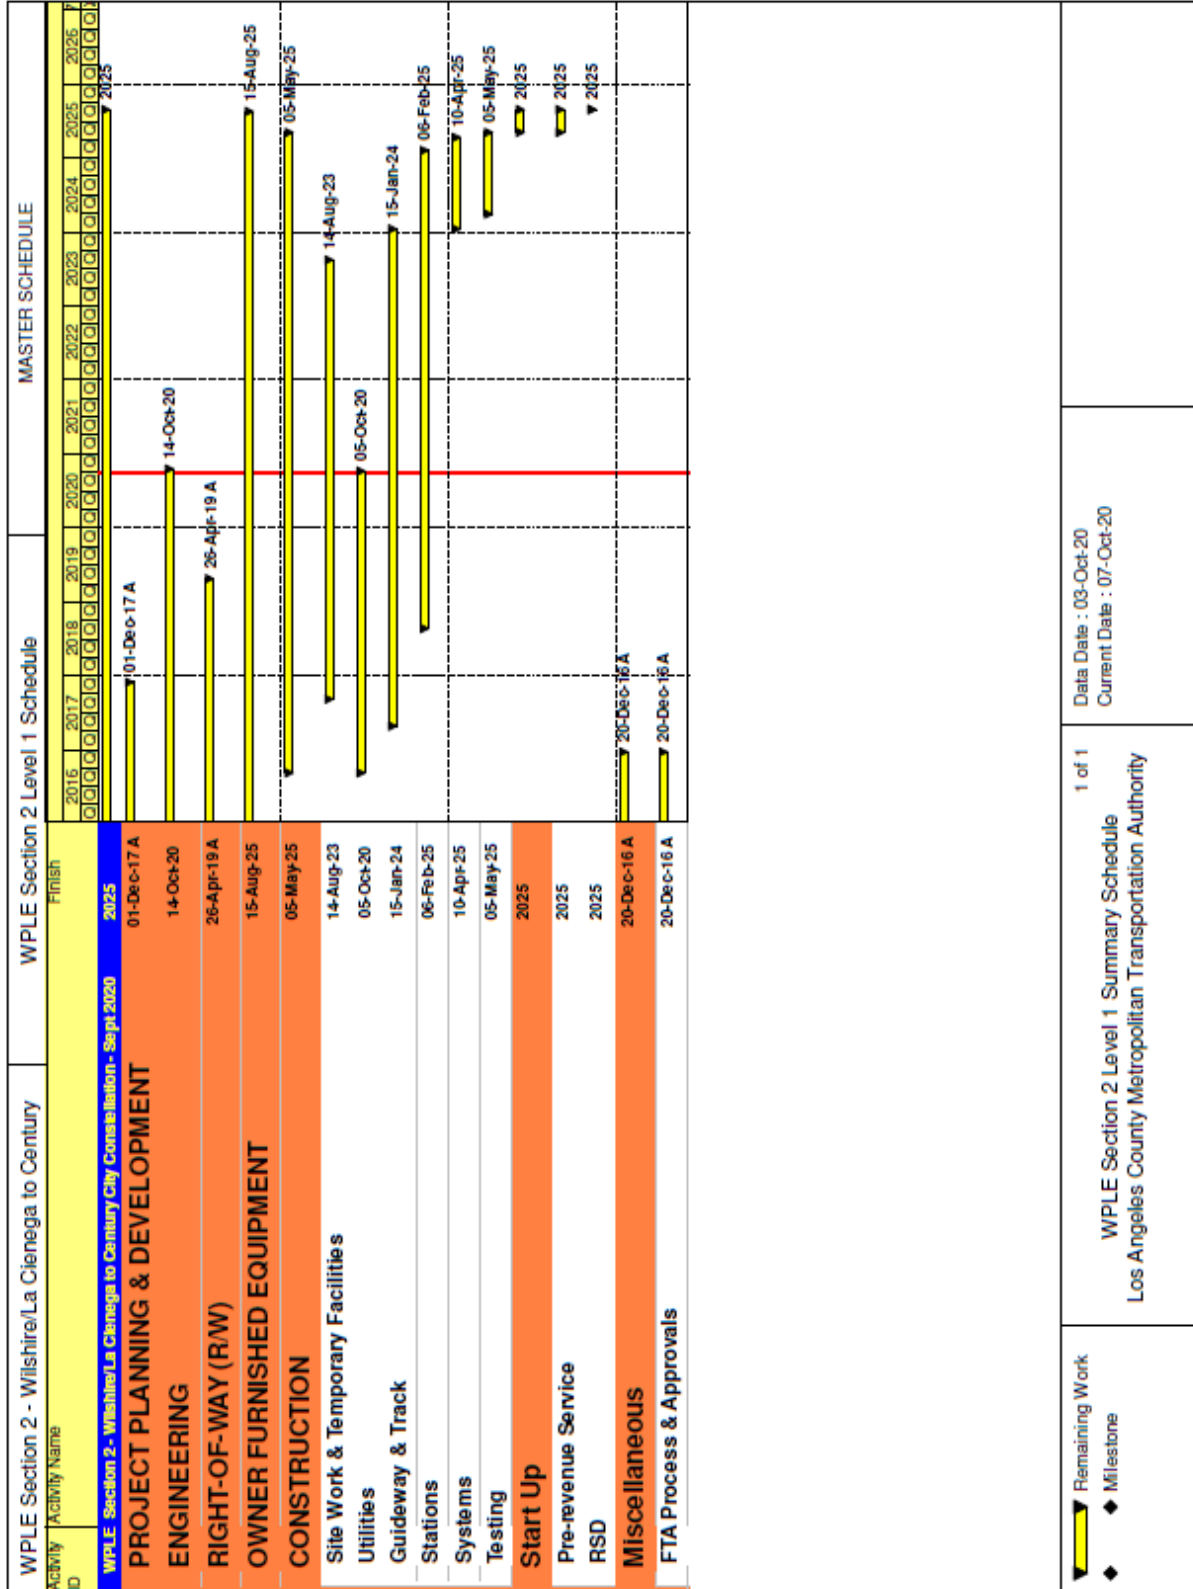 WPLE Section 2 - Wilshire/La Cienega to Century
WPLE Section 2 Level 1 Schedule
MASTER SCHEDULE
Activity ID
Activity Name
Finish
2016 2017 2018 2019 2020 2021 2022 2023 2024 2025 2026
Q Q Q Q Q Q Q Q Q Q Q Q Q Q Q Q Q Q Q Q Q Q Q Q Q Q Q Q Q Q Q Q Q Q Q Q Q Q Q Q Q Q Q Q
WPLE Section 2 - Wilshire/La Cienega to Century City Constellation - Sept 2020 2025 2025
PROJECT PLANNING & DEVELOPMENT 01-Dec-17 A 01-Dec-17 A
ENGINEERING 14-Oct-20 14-Oct-20
RIGHT-OF-WAY (R/W) 26-Apr-19 A 26-Apr-19 A
OWNER FURNISHED EQUIPMENT 15-Aug-25 15-Aug-25
CONSTRUCTION 05-May-25 05-May-25
Site Work & Temporary Facilities 14-Aug-23 14-Aug-23
Utilities 05-Oct-20 05-Oct-20
Guideway & Track 15-Jan-24 15-Jan-24
Stations 06-Feb-25 06-Feb-25
Systems 10-Apr-25 10-Apr-25
Testing 05-May-25 05-May-25
Start Up 2025 2025
Pre-revenue Service 2025 2025
RSD 2025 2025
Miscellaneous 20-Dec-16 A 20-Dec-16 A
FTA Process & Approvals 20-Dec-16 A 20-Dec-16 A
Remaining Work
Milestone
1 of 1
WPLE Section 2 Level 1 Summary Schedule
Los Angeles County Metropolitan Transportation Authority
Data Date : 03-Oct-20
Current Date : 07-Oct-20